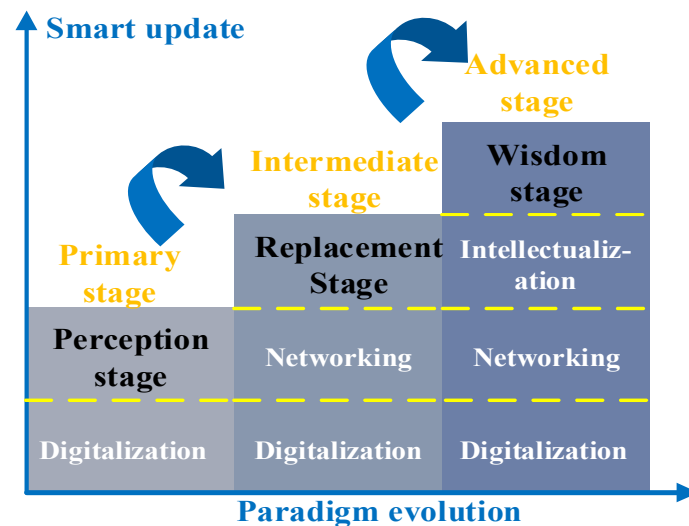 Smart update
Primary
stage
Perception
stage
Digitalization
Intermediate
stage
Replacement
Stage
Networking
Digitalization
Advanced
stage
Wisdom
stage
Intellectualiz-
ation
Networking
Digitalization
Paradigm evolution